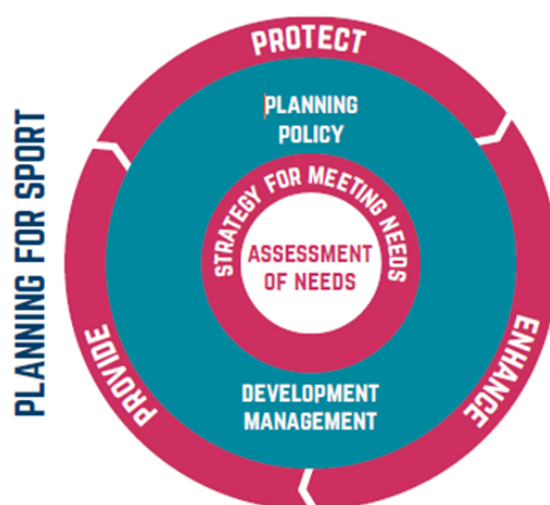 PLANNING FOR SPORT
PROTECT
PLANNING
POLICY
STRATEGY FOR MEETING NEEDS
ASSESSMENT
OF NEEDS
PROVIDE
ENHANCE
DEVELOPMENT
MANAGEMENT